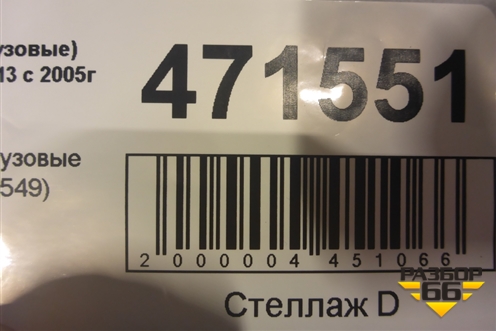 узовые)
13 с 2005г
471551
узовые
549)
2 000004 451066
Стеллаж D
РАЗБОР
66